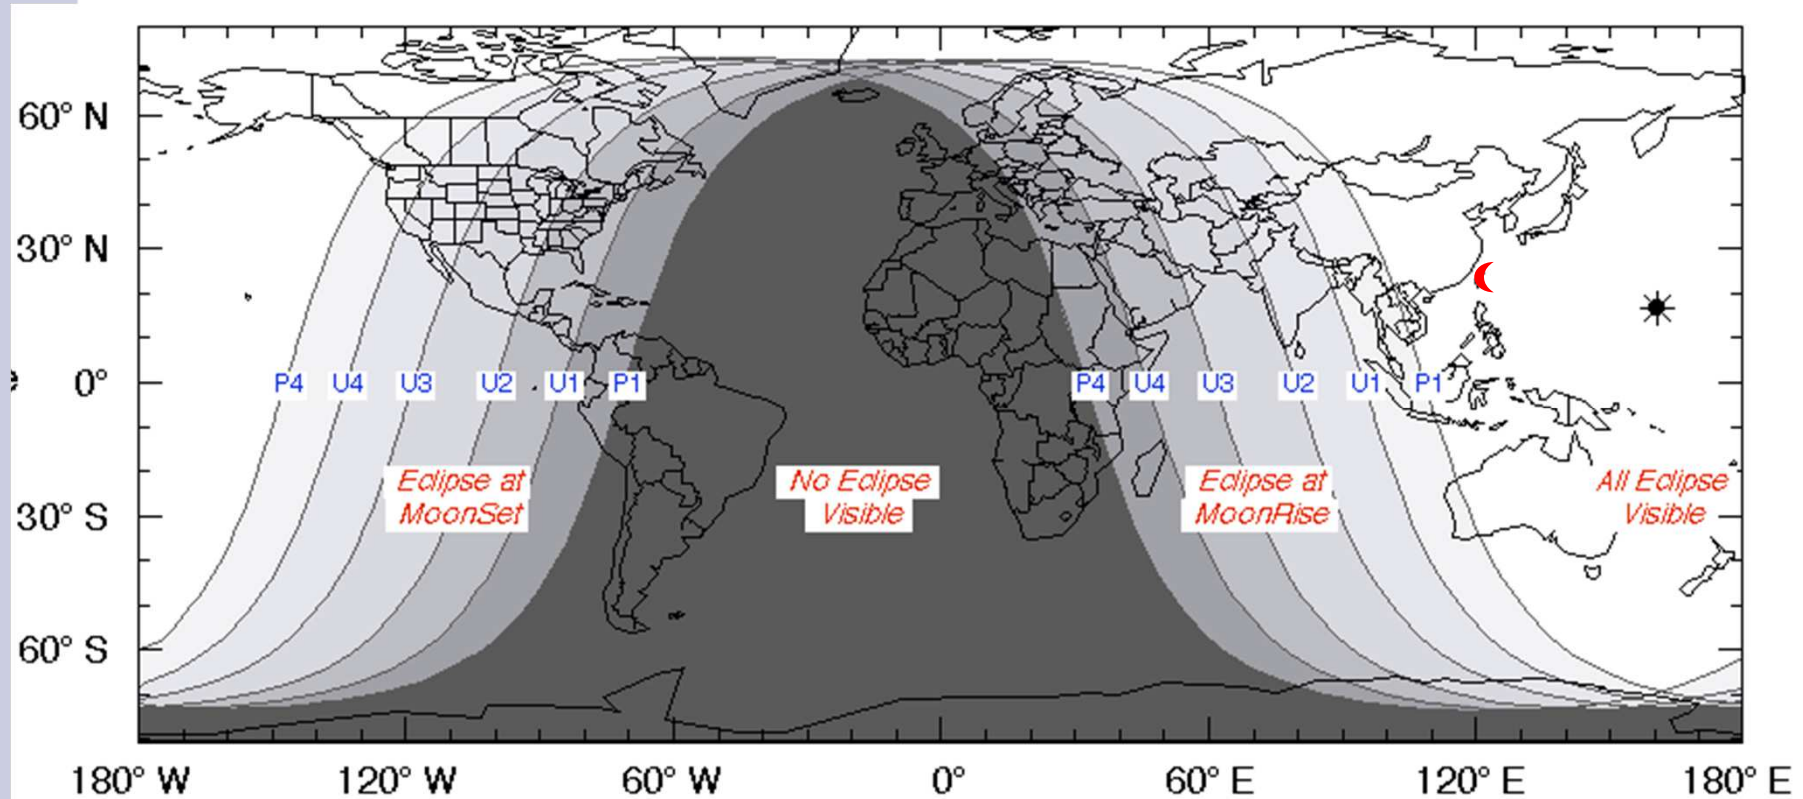 60° N
30° N
0°
30° S
60° S
P4 U4 U3 U2 U1 P1 P4 U4 U3 U2 U1 P1
Eclipse at
MoonSet
No Eclipse
Visible
Eclipse at
MoonRise
All Eclipse
Visible
180° W 120° W 60° W 0° 60° E 120° E 180° E